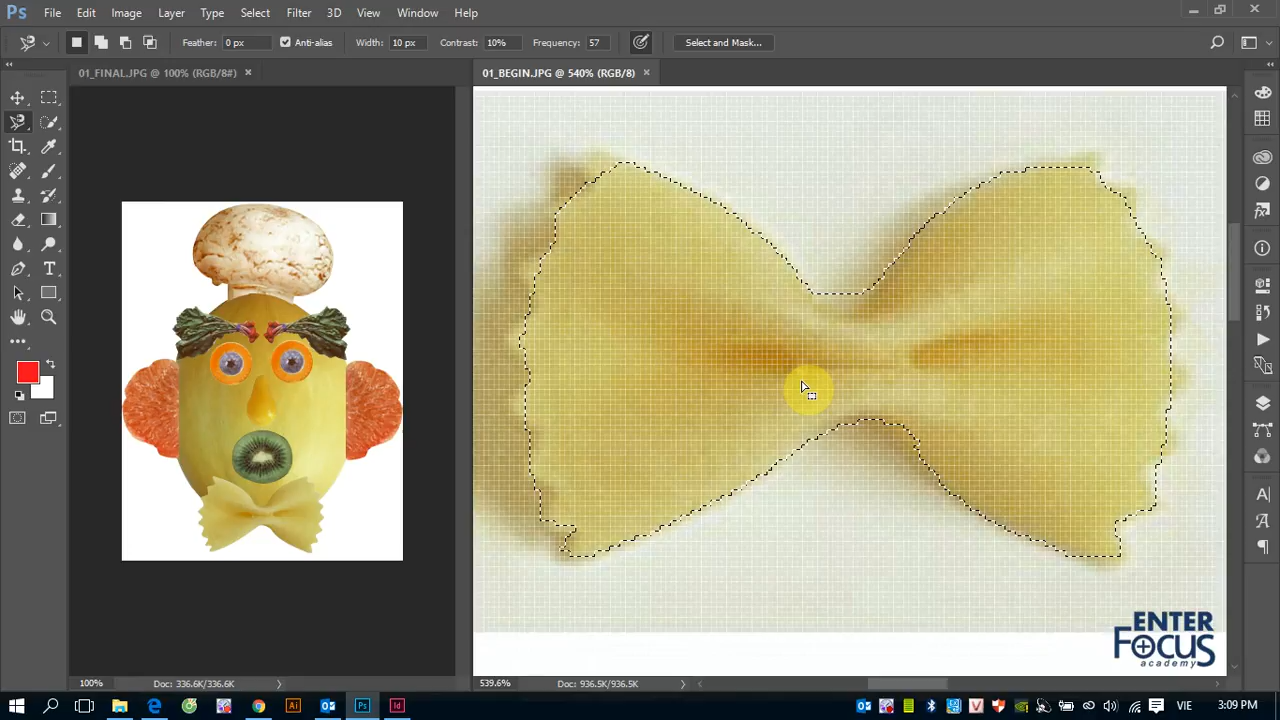 Ps File Edit Image Layer Type Select Filter 3D View Window Help
Feather: 0 px Anti-alias Width: 10 px Contrast: 10% Frequency: 57 Select and Mask...
01_FINAL.JPG @ 100% (RGB/8#) × 01_BEGIN.JPG @ 540% (RGB/8) ×
100% Doc: 336.6K/336.6K 539.6% Doc: 936.5K/936.5K
ENTER
FOCUS
academy
Ai Ps Id VIE 3:09 PM